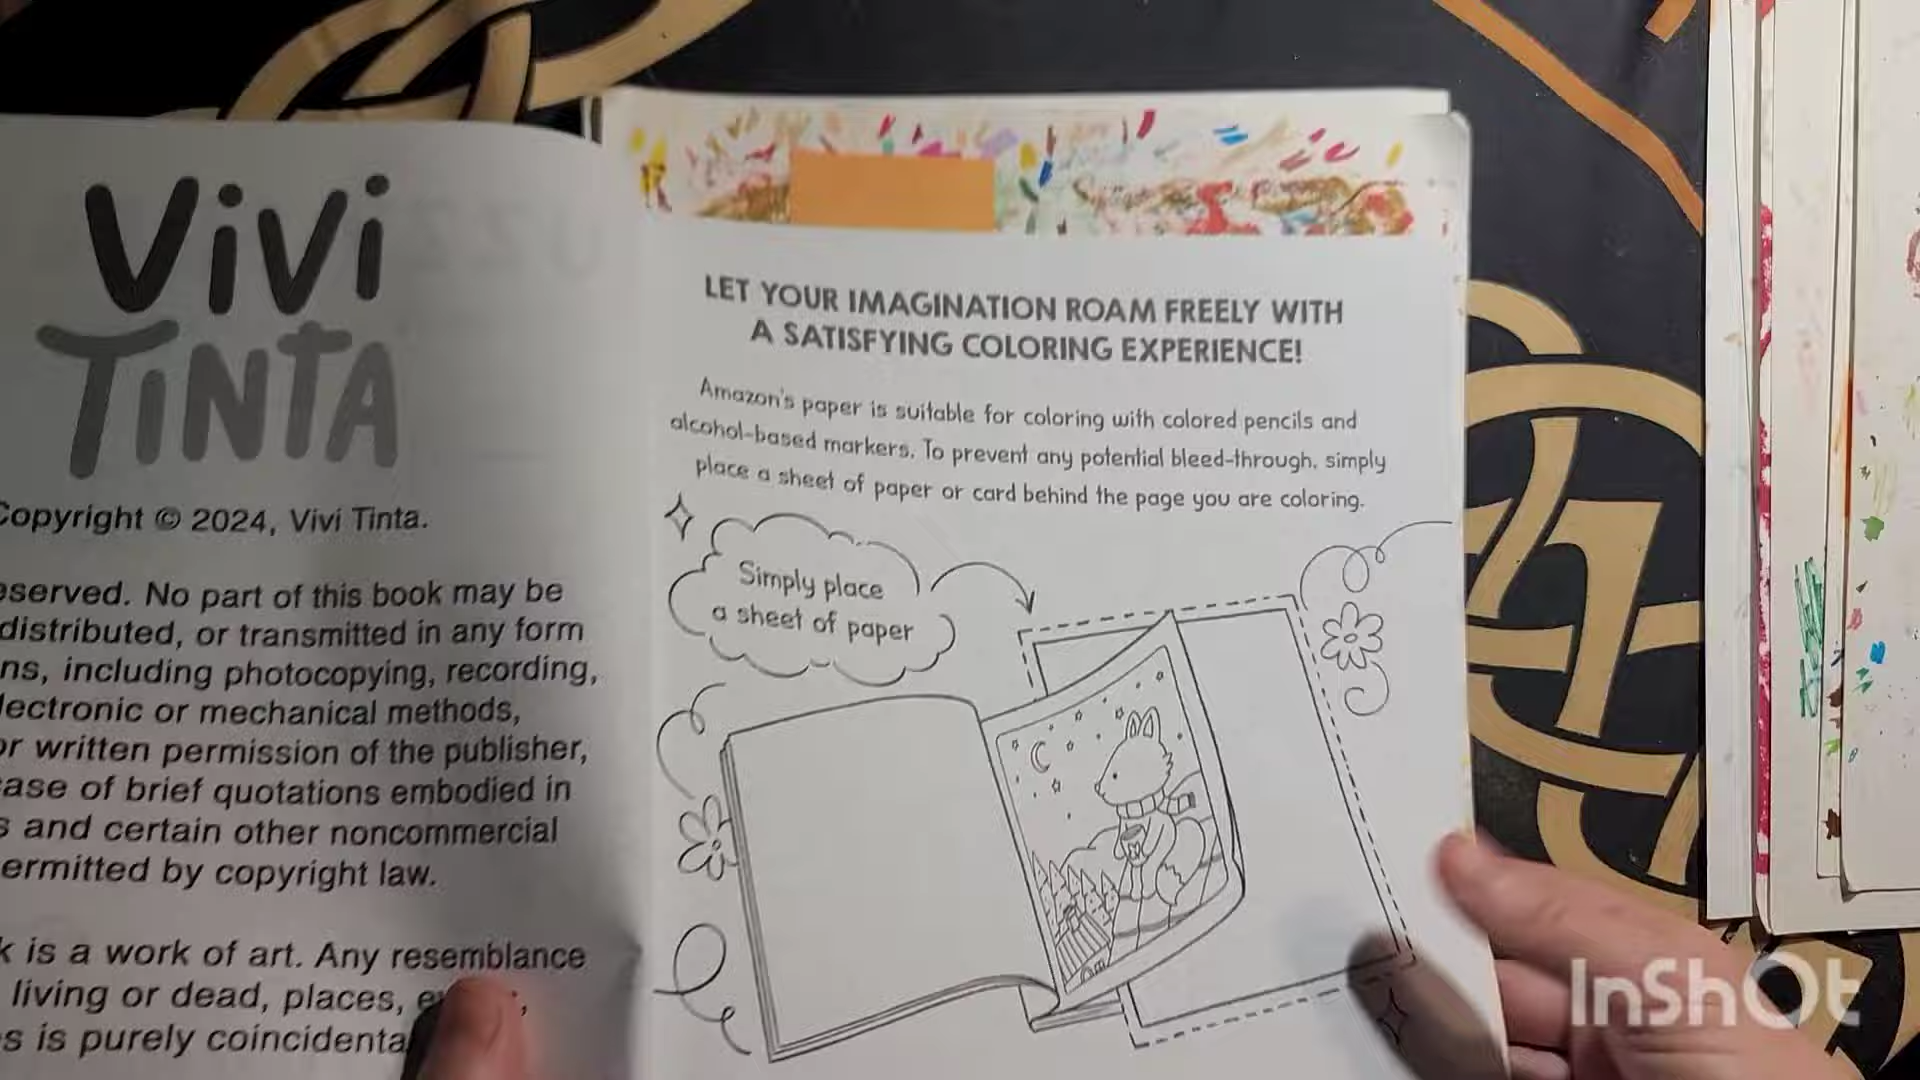 ViVi
TiNTA
Copyright © 2024, Vivi Tinta.
eserved. No part of this book may be
distributed, or transmitted in any form
ns, including photocopying, recording,
lectronic or mechanical methods,
or written permission of the publisher,
case of brief quotations embodied in
s and certain other noncommercial
ermitted by copyright law.
k is a work of art. Any resemblance
living or dead, places,
s is purely coincidenta
LET YOUR IMAGINATION ROAM FREELY WITH
A SATISFYING COLORING EXPERIENCE!
Amazon's paper is suitable for coloring with colored pencils and
alcohol-based markers. To prevent any potential bleed-through, simply
place a sheet of paper or card behind the page you are coloring.
Simply place
a sheet of paper
InShOt